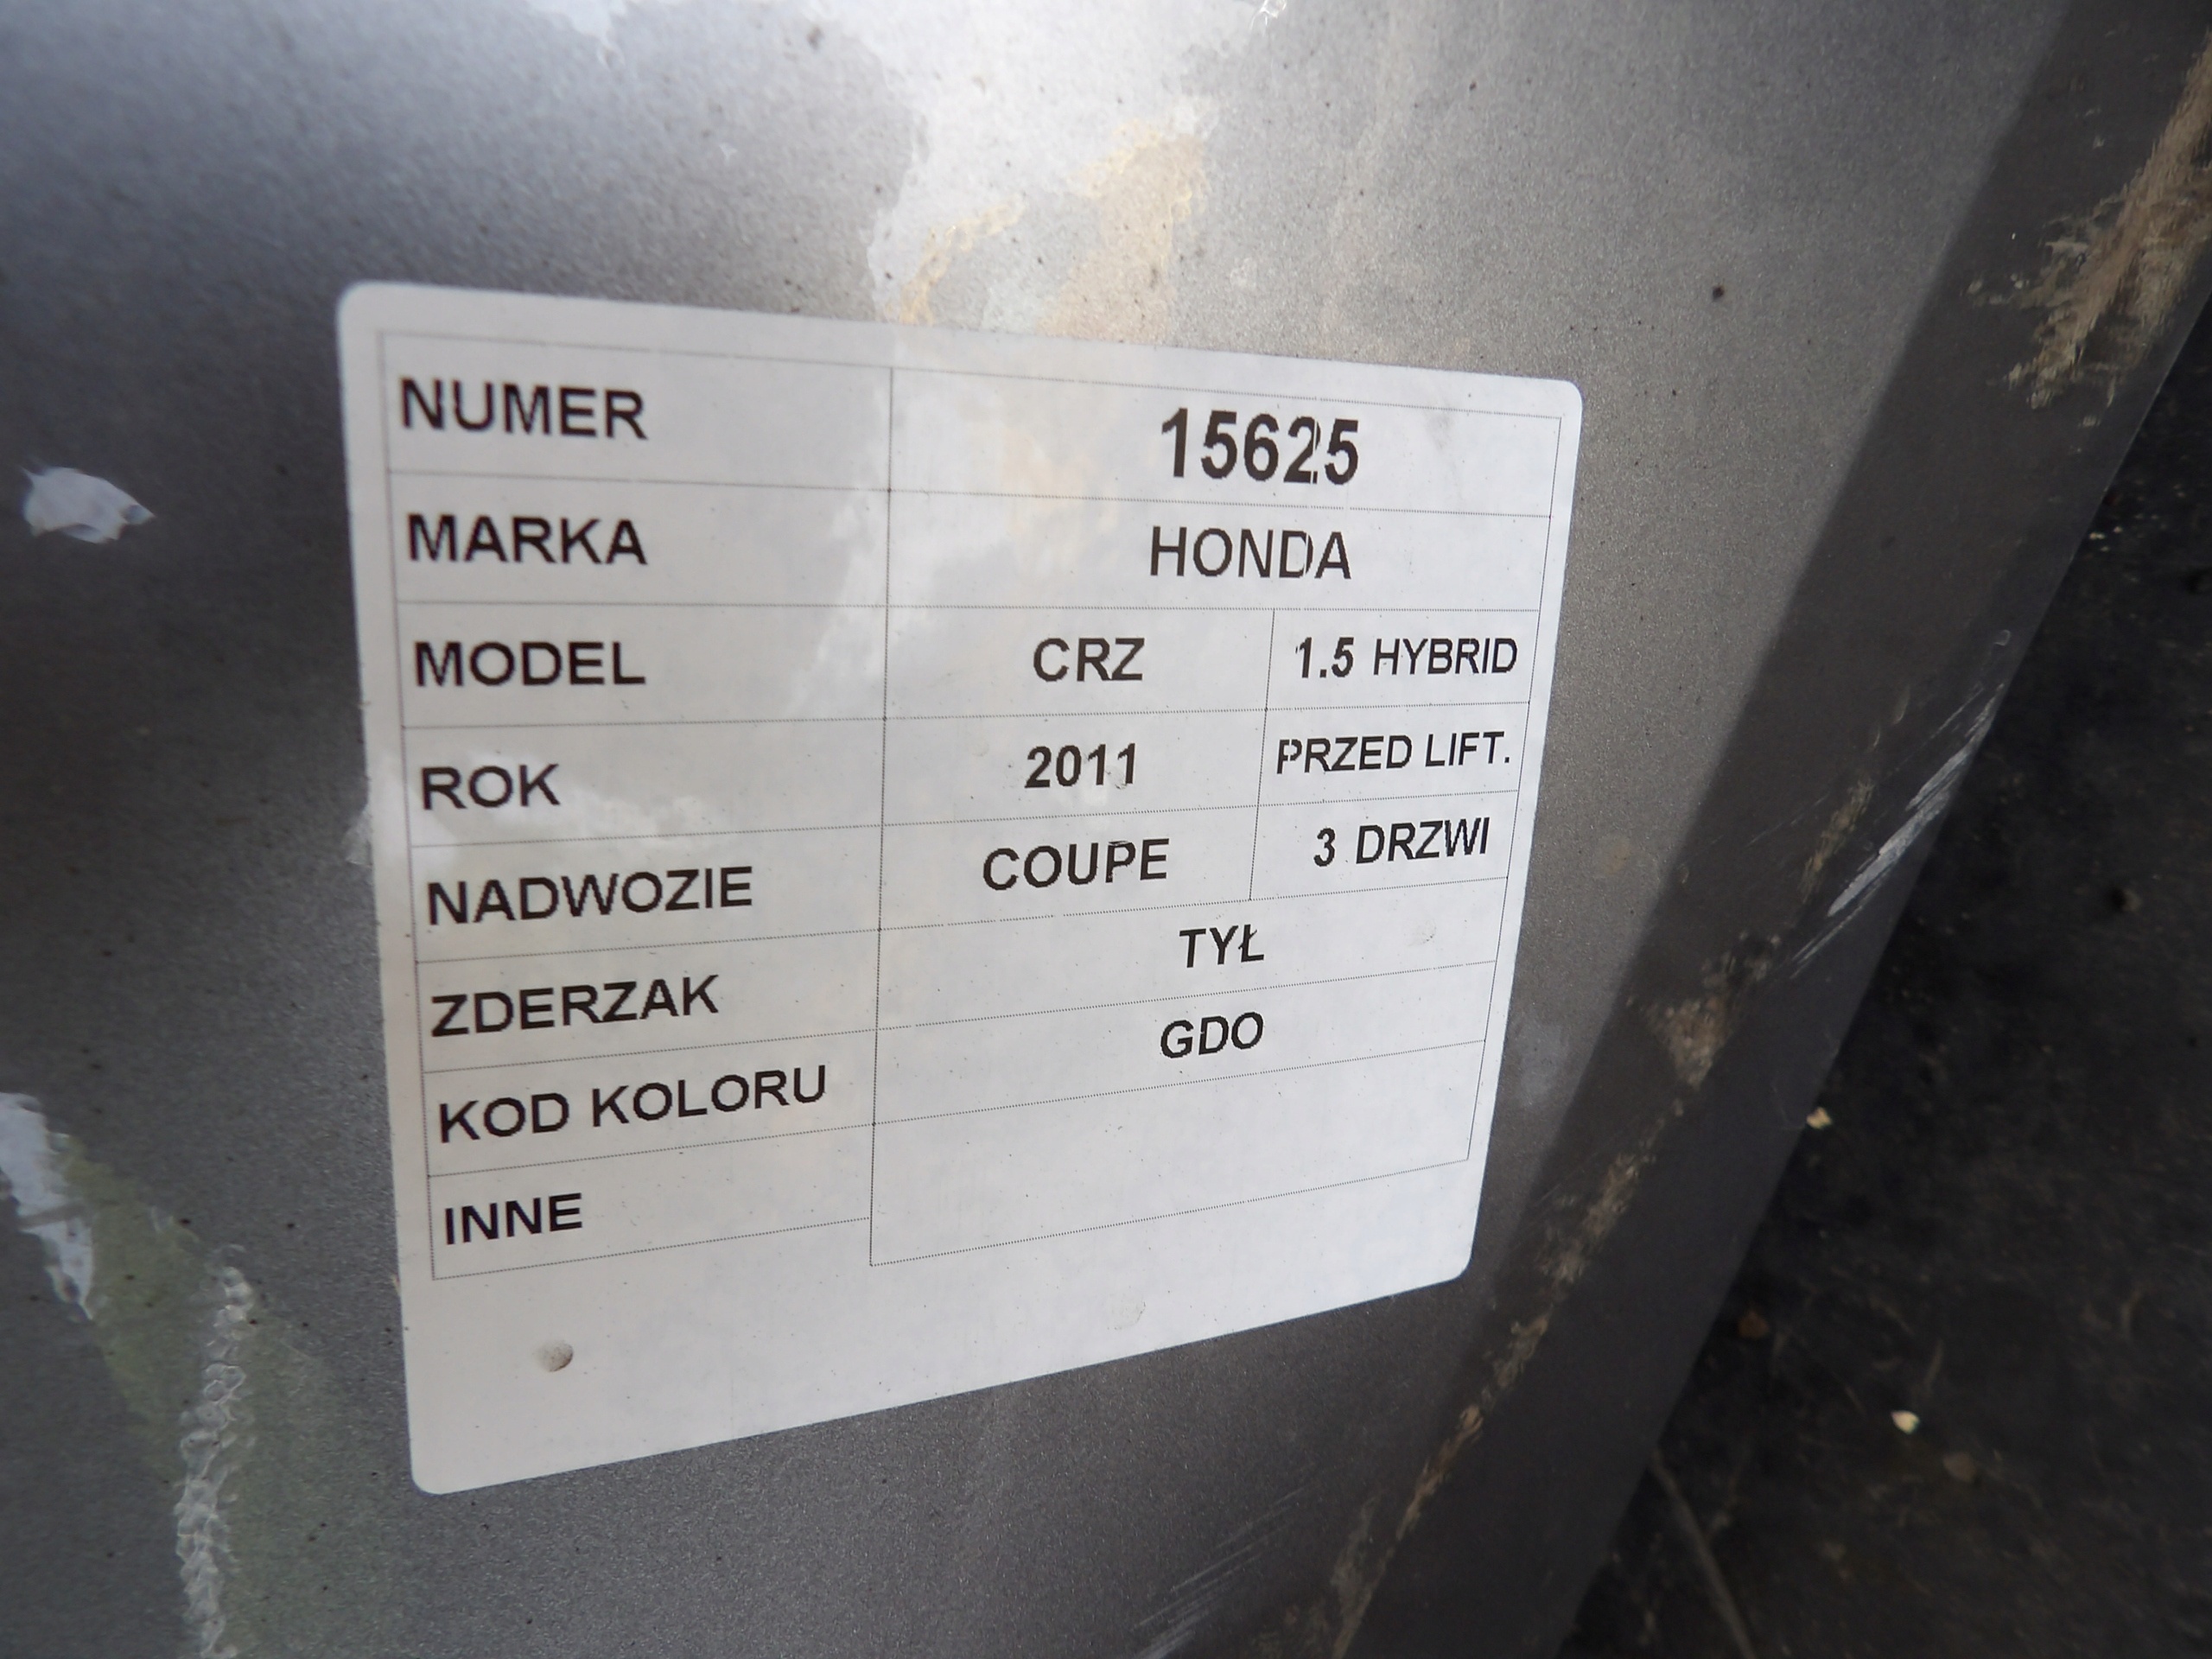 NUMER 15625
MARKA HONDA
MODEL CRZ 1.5 HYBRID
ROK 2011 PRZED LIFT.
NADWOZIE COUPE 3 DRZWI
ZDERZAK TYŁ
KOD KOLORU GDO
INNE